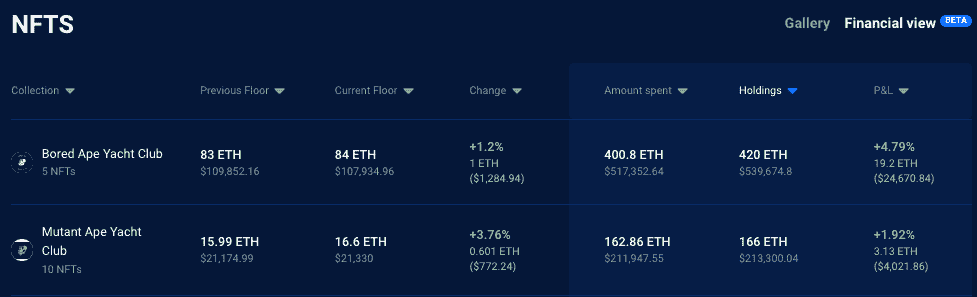 NFTS
Gallery Financial view BETA
Collection Previous Floor Current Floor Change Amount spent Holdings P&L
Bored Ape Yacht Club
5 NFTs
83 ETH
$109,852.16
84 ETH
$107,934.96
+1.2%
1 ETH
($1,284.94)
400.8 ETH
$517,352.64
420 ETH
$539,674.8
+4.79%
19.2 ETH
($24,670.84)
Mutant Ape Yacht
Club
10 NFTs
15.99 ETH
$21,174.99
16.6 ETH
$21,330
+3.76%
0.601 ETH
($772.24)
162.86 ETH
$211,947.55
166 ETH
$213,300.04
+1.92%
3.13 ETH
($4,021.86)